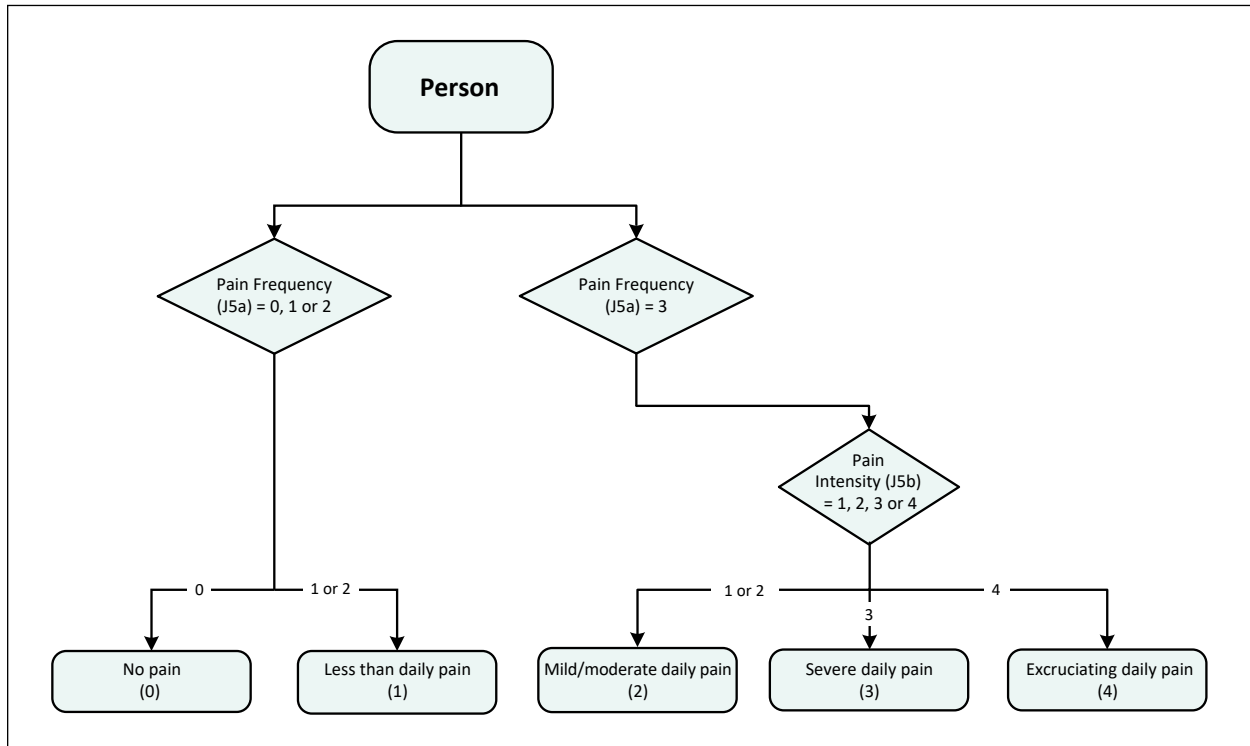 Person
Pain Frequency
(J5a) = 0, 1 or 2
Pain Frequency
(J5a) = 3
Pain
Intensity (J5b)
= 1, 2, 3 or 4
0
1 or 2
1 or 2
3
4
No pain
(0)
Less than daily pain
(1)
Mild/moderate daily pain
(2)
Severe daily pain
(3)
Excruciating daily pain
(4)